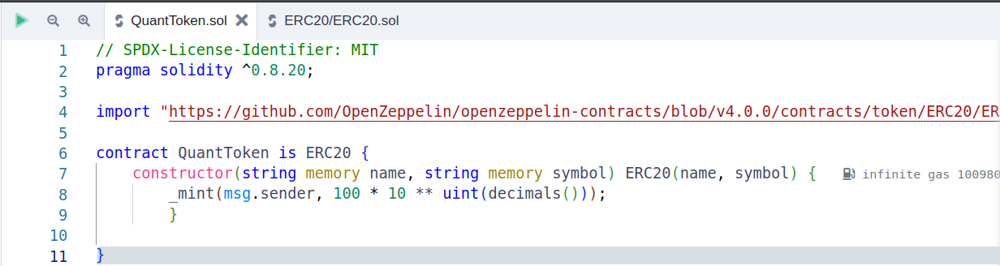 QuantToken.sol ERC20/ERC20.sol
1 // SPDX-License-Identifier: MIT
2 pragma solidity ^0.8.20;
3
4 import "https://github.com/OpenZeppelin/openzeppelin-contracts/blob/v4.0.0/contracts/token/ERC20/ER
5
6 contract QuantToken is ERC20 {
7 constructor(string memory name, string memory symbol) ERC20(name, symbol) { infinite gas 100980
8 _mint(msg.sender, 100 * 10 ** uint(decimals()));
9 }
10
11 }